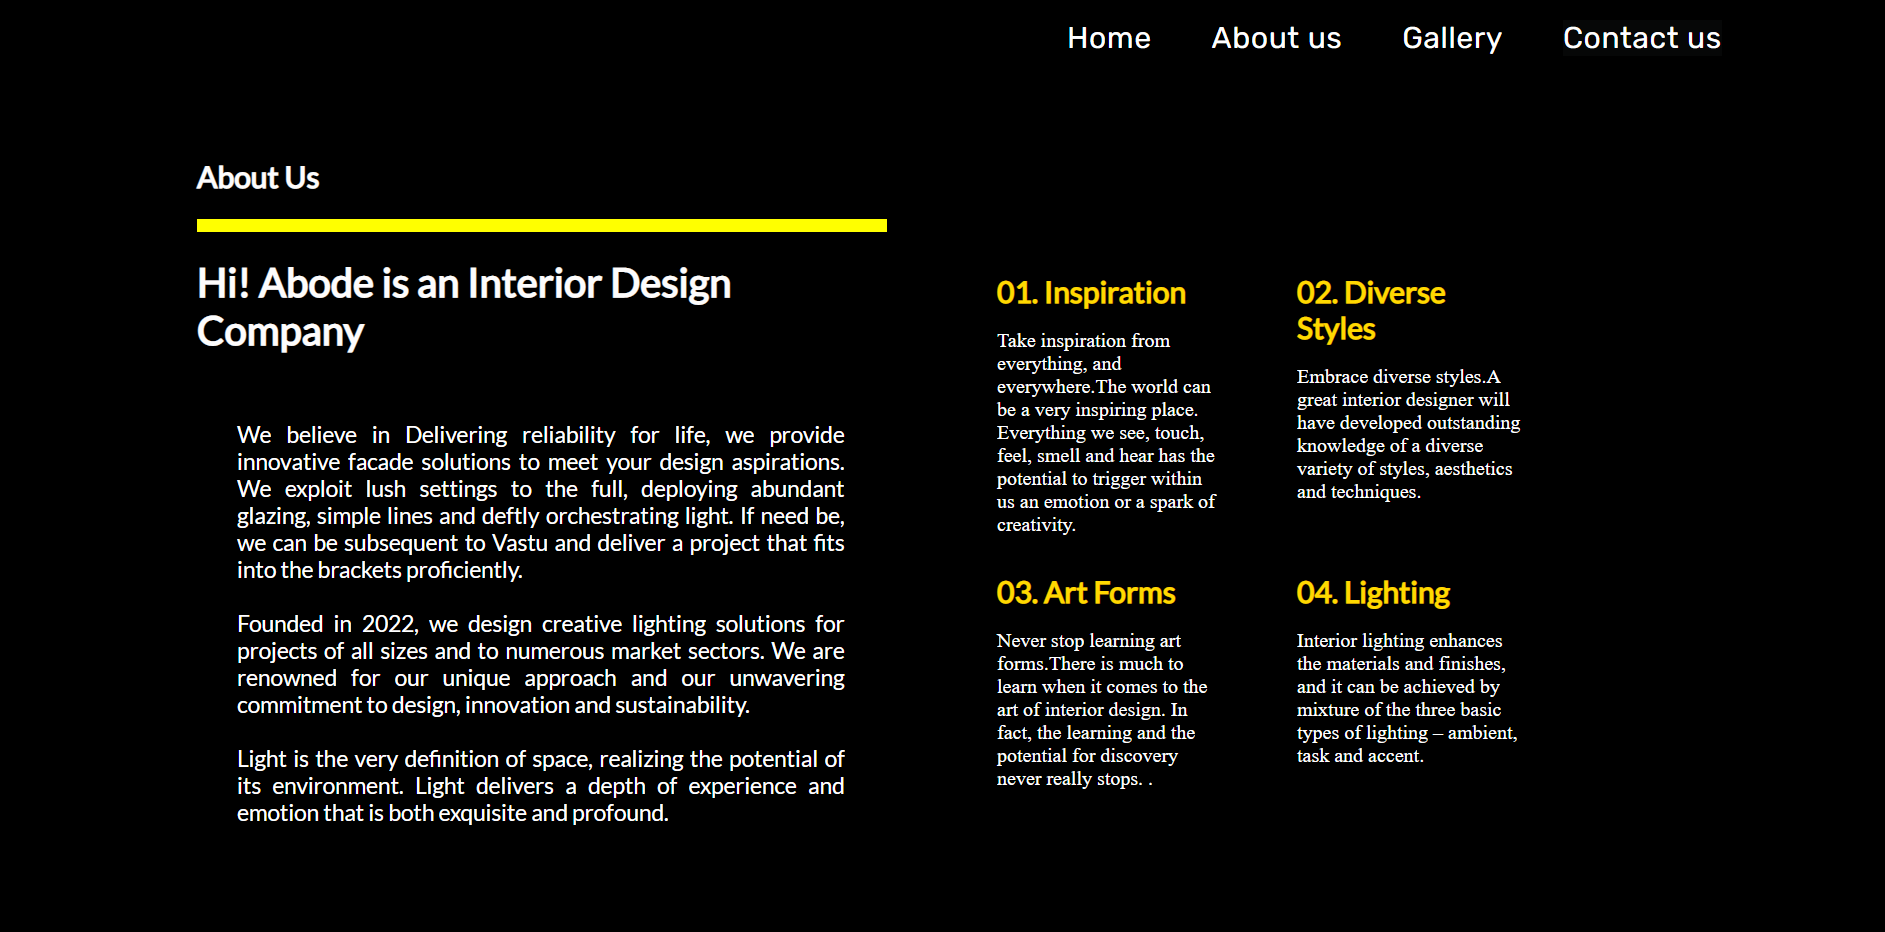 Home About us Gallery Contact us
About Us
Hi! Abode is an Interior Design
Company
We believe in Delivering reliability for life, we provide
innovative facade solutions to meet your design aspirations.
We exploit lush settings to the full, deploying abundant
glazing, simple lines and deftly orchestrating light. If need be,
we can be subsequent to Vastu and deliver a project that fits
into the brackets proficiently.
Founded in 2022, we design creative lighting solutions for
projects of all sizes and to numerous market sectors. We are
renowned for our unique approach and our unwavering
commitment to design, innovation and sustainability.
Light is the very definition of space, realizing the potential of
its environment. Light delivers a depth of experience and
emotion that is both exquisite and profound.
01. Inspiration
Take inspiration from
everything, and
everywhere.The world can
be a very inspiring place.
Everything we see, touch,
feel, smell and hear has the
potential to trigger within
us an emotion or a spark of
creativity.
02. Diverse
Styles
Embrace diverse styles.A
great interior designer will
have developed outstanding
knowledge of a diverse
variety of styles, aesthetics
and techniques.
03. Art Forms
Never stop learning art
forms.There is much to
learn when it comes to the
art of interior design. In
fact, the learning and the
potential for discovery
never really stops. .
04. Lighting
Interior lighting enhances
the materials and finishes,
and it can be achieved by
mixture of the three basic
types of lighting – ambient,
task and accent.